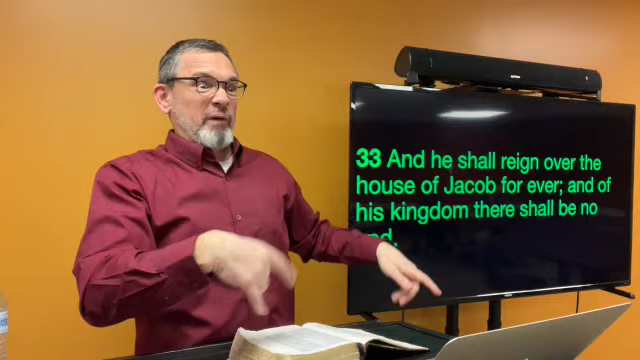 33 And he shall reign over the
house of Jacob for ever; and of
his kingdom there shall be no
end.